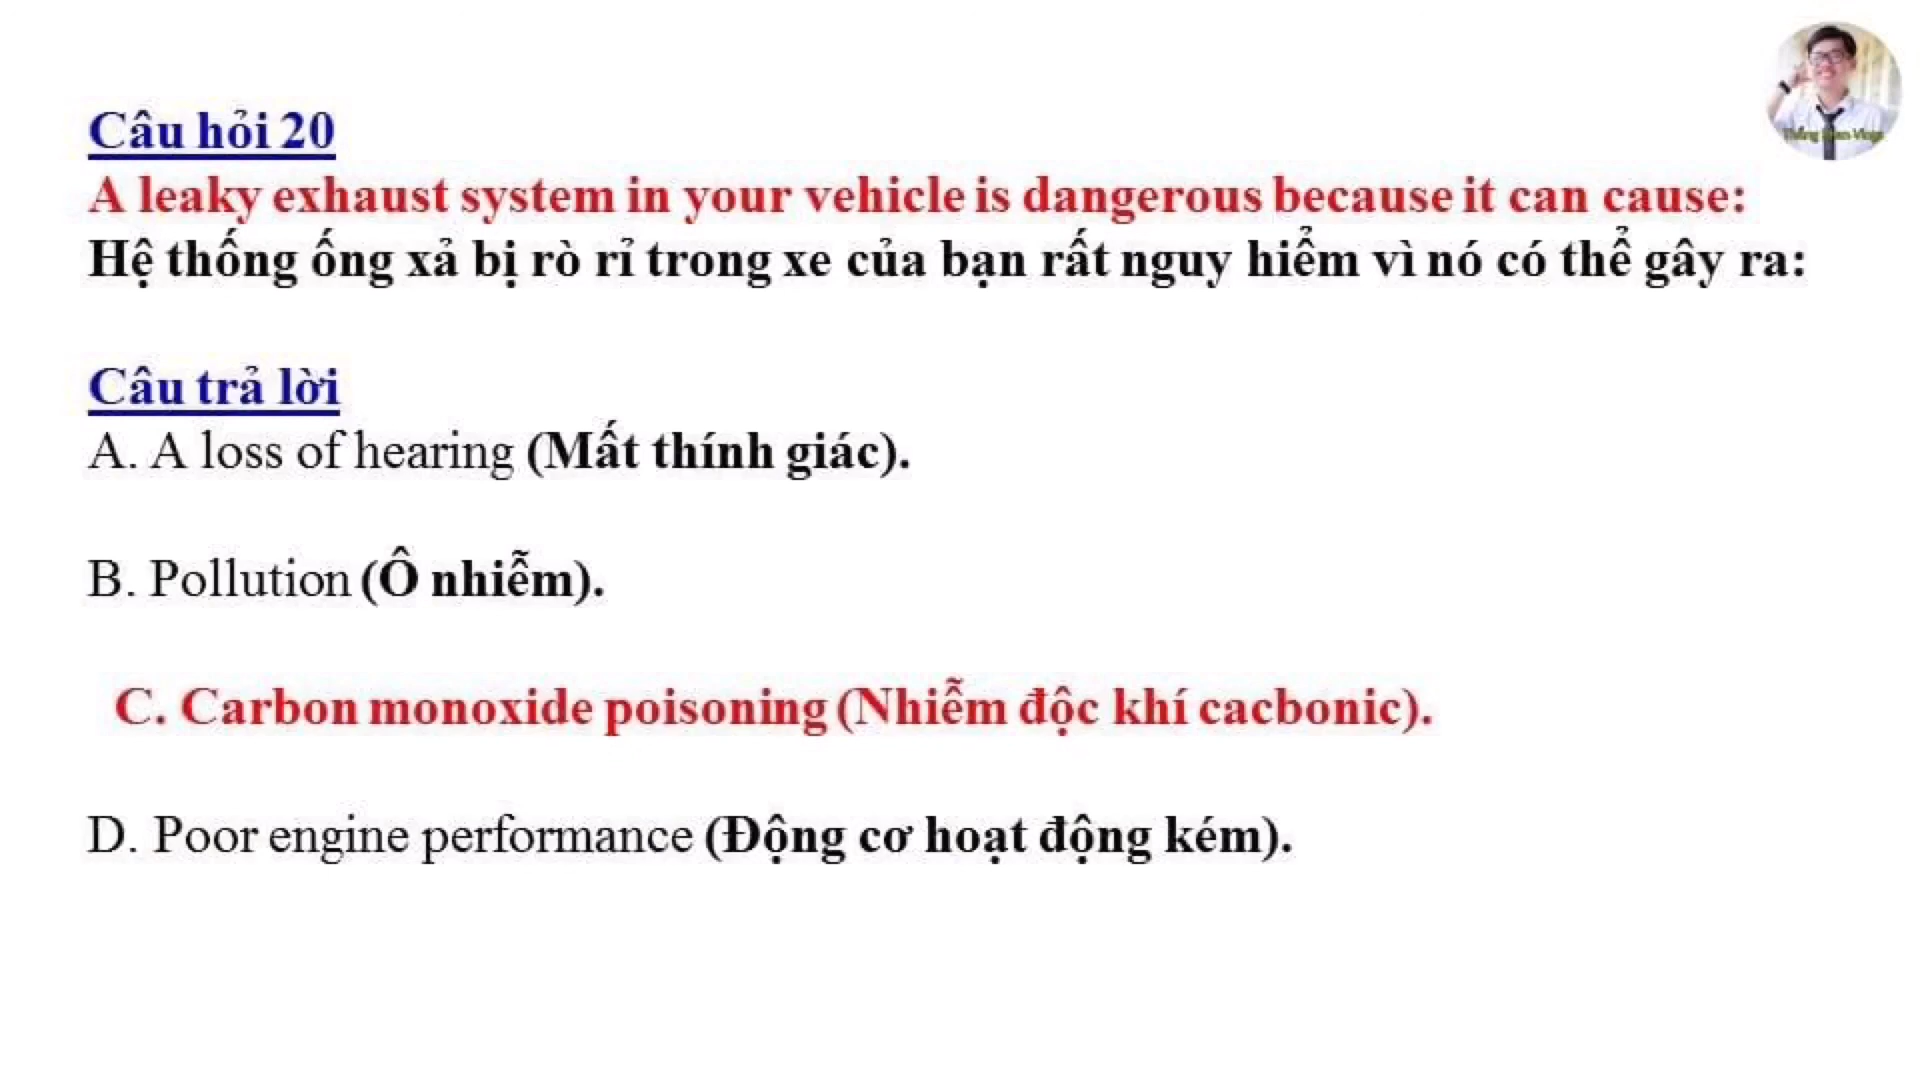 Câu hỏi 20
A leaky exhaust system in your vehicle is dangerous because it can cause:
Hệ thống ống xả bị rò rỉ trong xe của bạn rất nguy hiểm vì nó có thể gây ra:
Câu trả lời
A. A loss of hearing (Mất thính giác).
B. Pollution (Ô nhiễm).
C. Carbon monoxide poisoning (Nhiễm độc khí cacbonic).
D. Poor engine performance (Động cơ hoạt động kém).